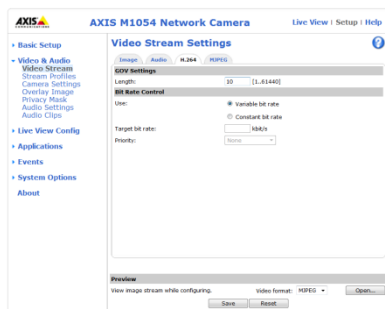 AXIS
COMMUNICATIONS
AXIS M1054 Network Camera
Live View | Setup | Help
Basic Setup
Video & Audio
Video Stream
Stream Profiles
Camera Settings
Overlay Image
Privacy Mask
Audio Settings
Audio Clips
Live View Config
Applications
Events
System Options
About
Video Stream Settings
?
Image Audio H.264 MJPEG
GOV Settings
Length: 10 [1..61440]
Bit Rate Control
Use: Variable bit rate
Constant bit rate
Target bit rate: kbit/s
Priority: None
Preview
View image stream while configuring. Video format: MJPEG Open...
Save Reset